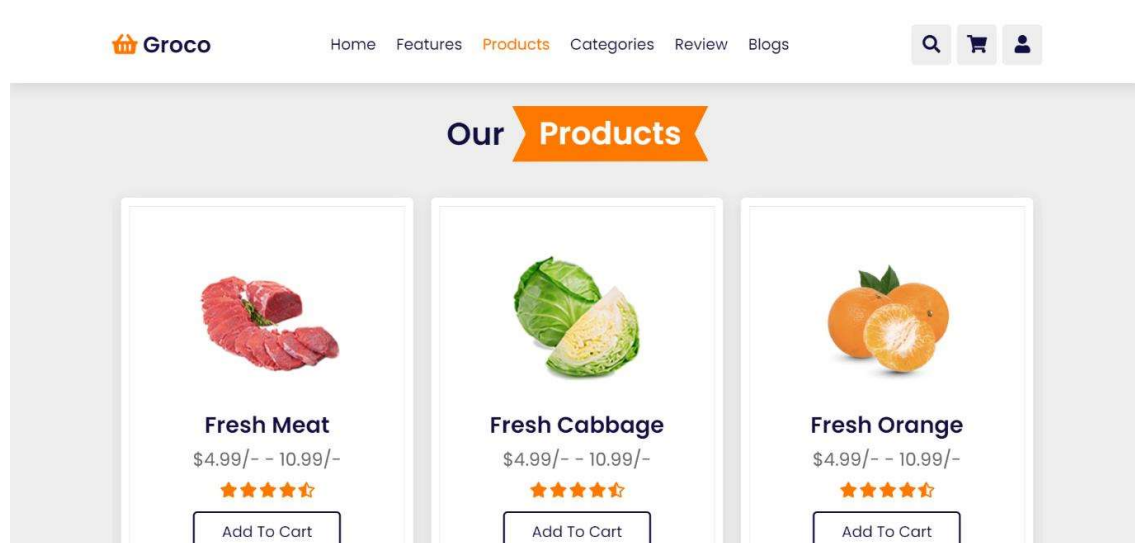 Groco
Home Features Products Categories Review Blogs
Our Products
Fresh Meat
$4.99/- - 10.99/-
Add To Cart
Fresh Cabbage
$4.99/- - 10.99/-
Add To Cart
Fresh Orange
$4.99/- - 10.99/-
Add To Cart